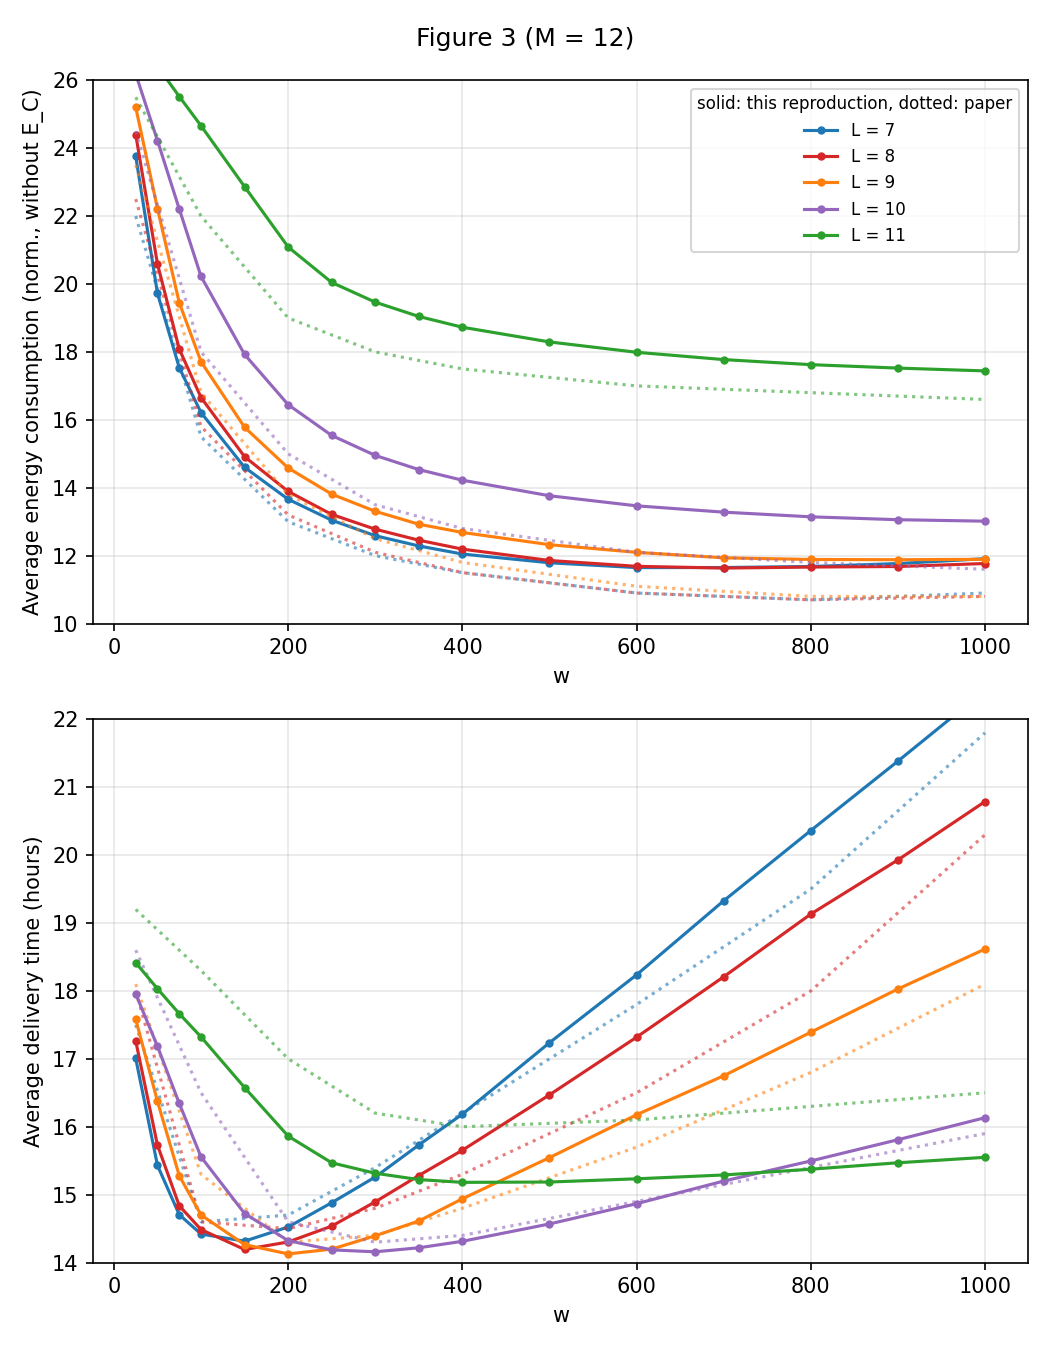 Figure 3 (M = 12)
Average energy consumption (norm., without E_C)
26
24
22
20
18
16
14
12
10
solid: this reproduction, dotted: paper
L = 7
L = 8
L = 9
L = 10
L = 11
0 200 400 600 800 1000
w
Average delivery time (hours)
22
21
20
19
18
17
16
15
14
0 200 400 600 800 1000
w